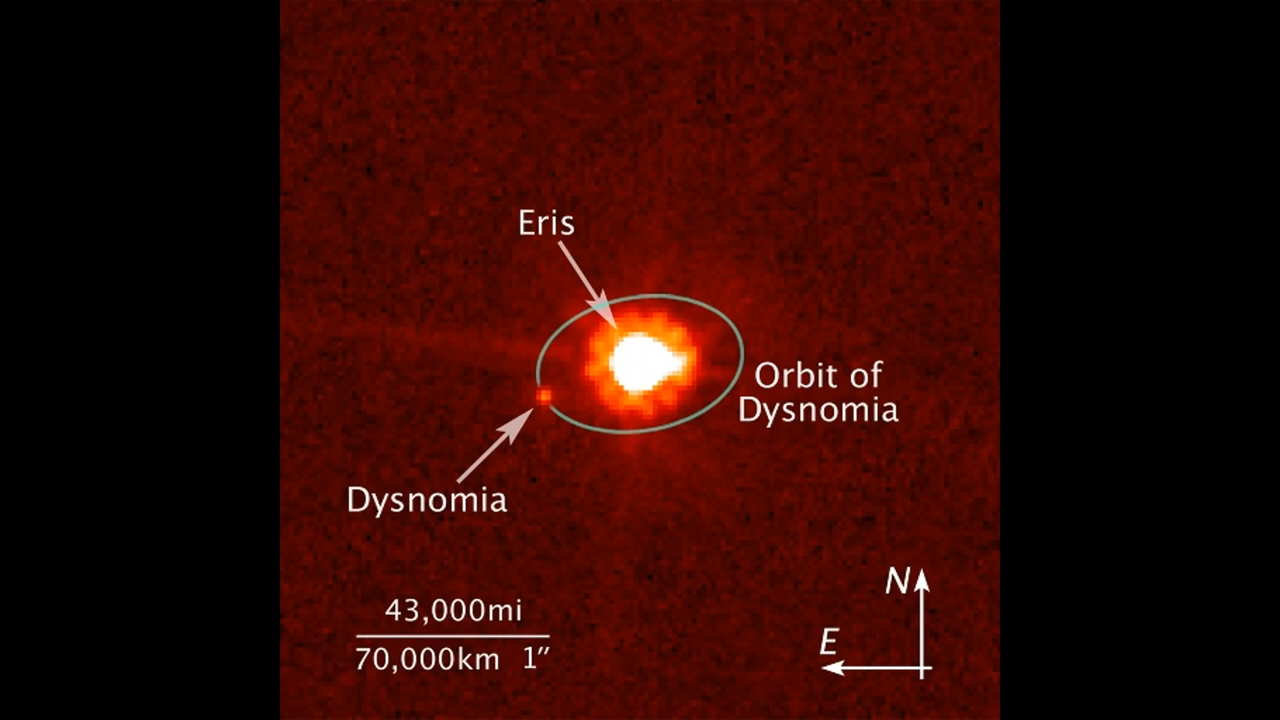 Eris
Orbit of
Dysnomia
Dysnomia
43,000mi
70,000km 1″
N
E